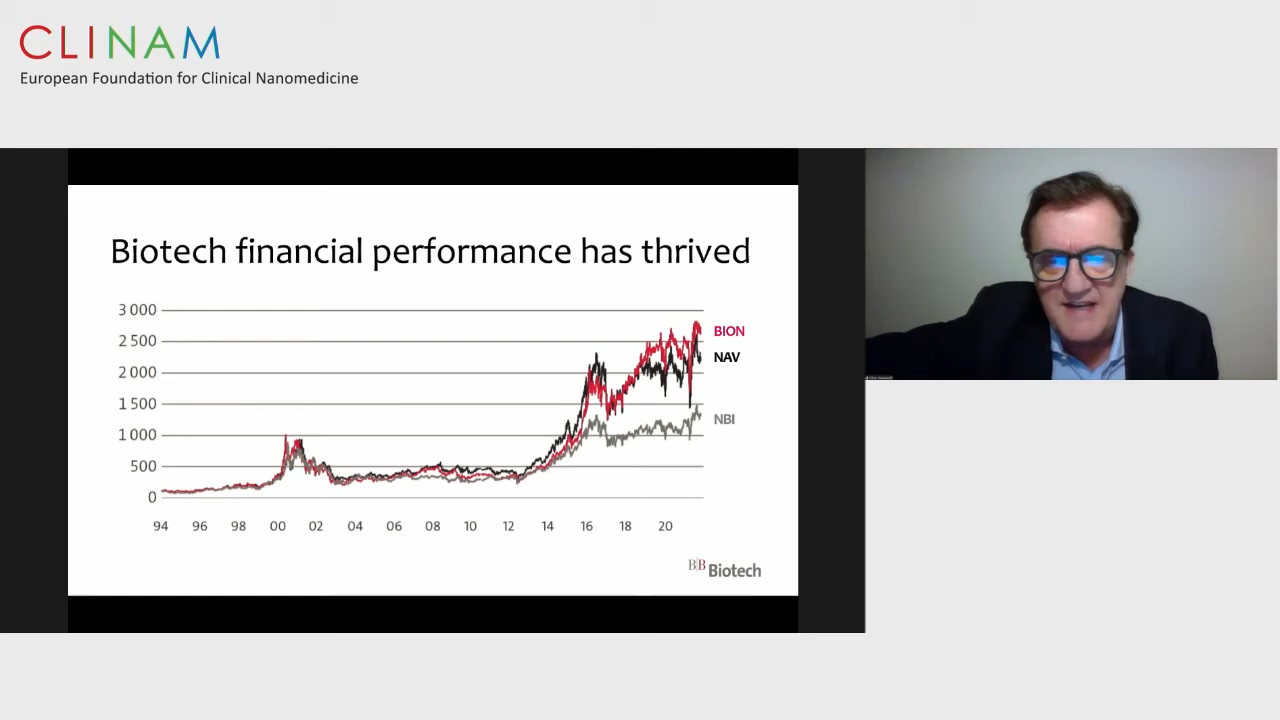 CLINAM
European Foundation for Clinical Nanomedicine
Biotech financial performance has thrived
3 000
2 500
2 000
1 500
1 000
500
0
BION
NAV
NBI
94 96 98 00 02 04 06 08 10 12 14 16 18 20
BB Biotech